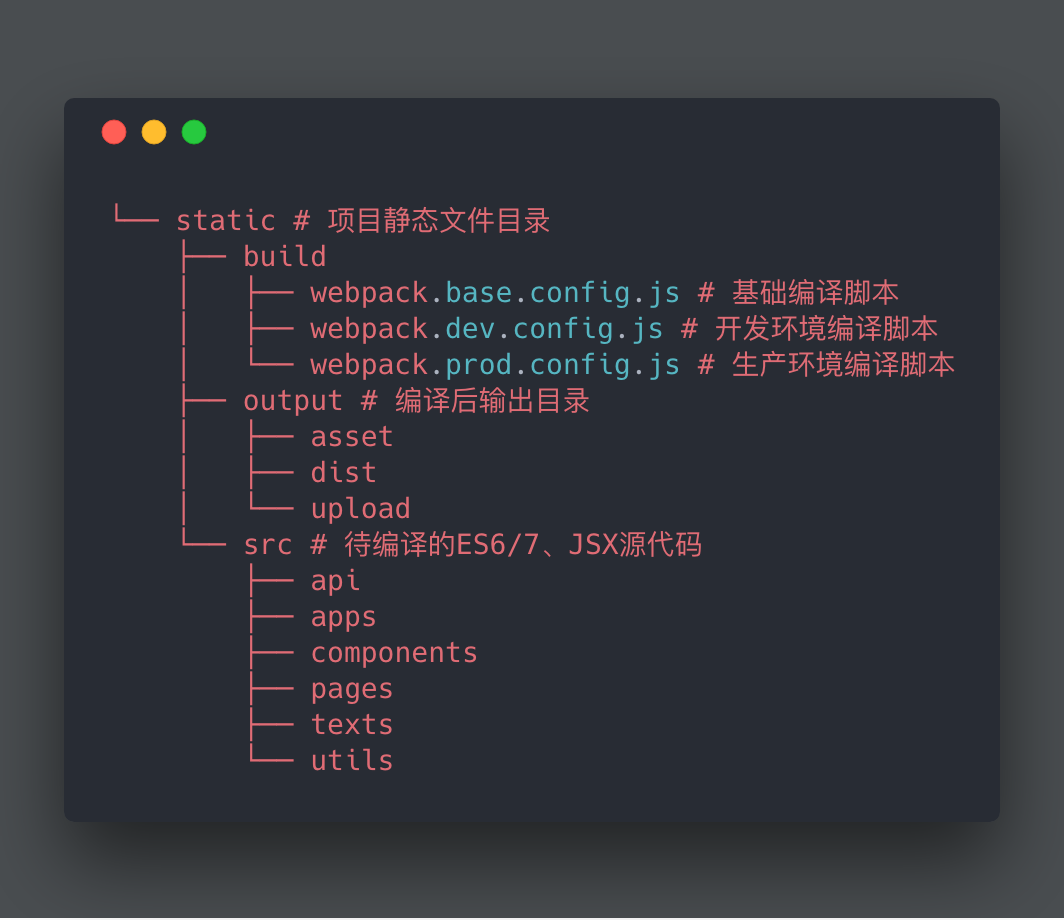 └── static # 项目静态文件目录
    ├── build
    │   ├── webpack.base.config.js # 基础编译脚本
    │   ├── webpack.dev.config.js # 开发环境编译脚本
    │   └── webpack.prod.config.js # 生产环境编译脚本
    ├── output # 编译后输出目录
    │   ├── asset
    │   ├── dist
    │   └── upload
    └── src # 待编译的ES6/7、JSX源代码
        ├── api
        ├── apps
        ├── components
        ├── pages
        ├── texts
        └── utils